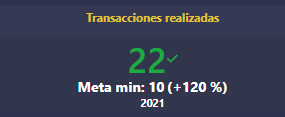 Transacciones realizadas
22✓
Meta min: 10 (+120 %)
2021